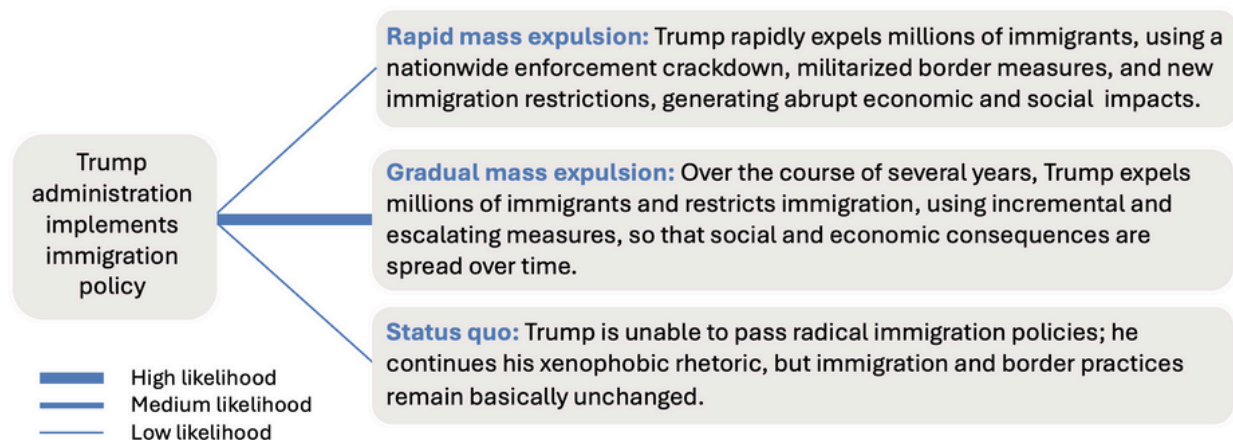 Rapid mass expulsion: Trump rapidly expels millions of immigrants, using a
nationwide enforcement crackdown, militarized border measures, and new
immigration restrictions, generating abrupt economic and social impacts.
Trump
administration
implements
immigration
policy
Gradual mass expulsion: Over the course of several years, Trump expels
millions of immigrants and restricts immigration, using incremental and
escalating measures, so that social and economic consequences are
spread over time.
Status quo: Trump is unable to pass radical immigration policies; he
continues his xenophobic rhetoric, but immigration and border practices
remain basically unchanged.
High likelihood
Medium likelihood
Low likelihood